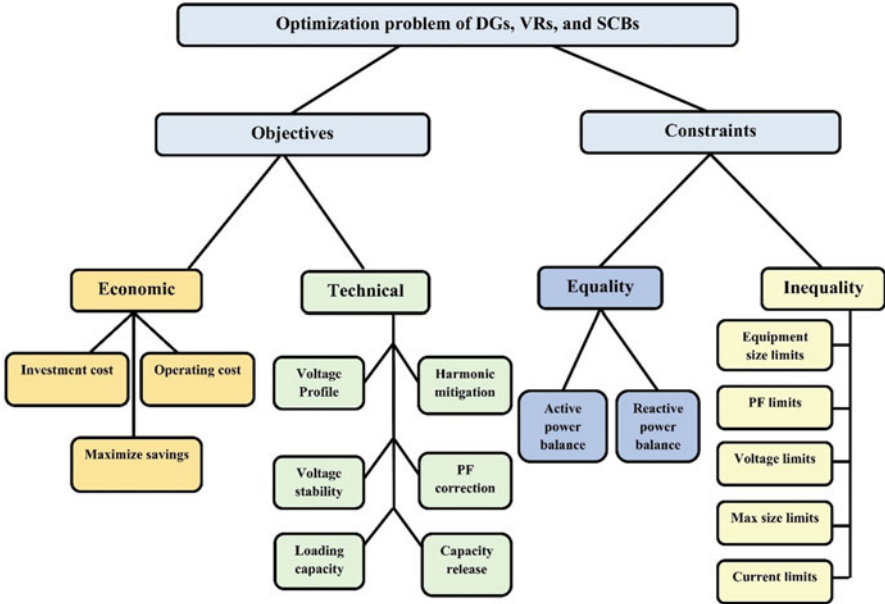 Optimization problem of DGs, VRs, and SCBs
Objectives
Constraints
Economic
Technical
Equality
Inequality
Investment cost
Operating cost
Maximize savings
Voltage
Profile
Harmonic
mitigation
Voltage
stability
PF
correction
Loading
capacity
Capacity
release
Active
power
balance
Reactive
power
balance
Equipment
size limits
PF limits
Voltage limits
Max size limits
Current limits